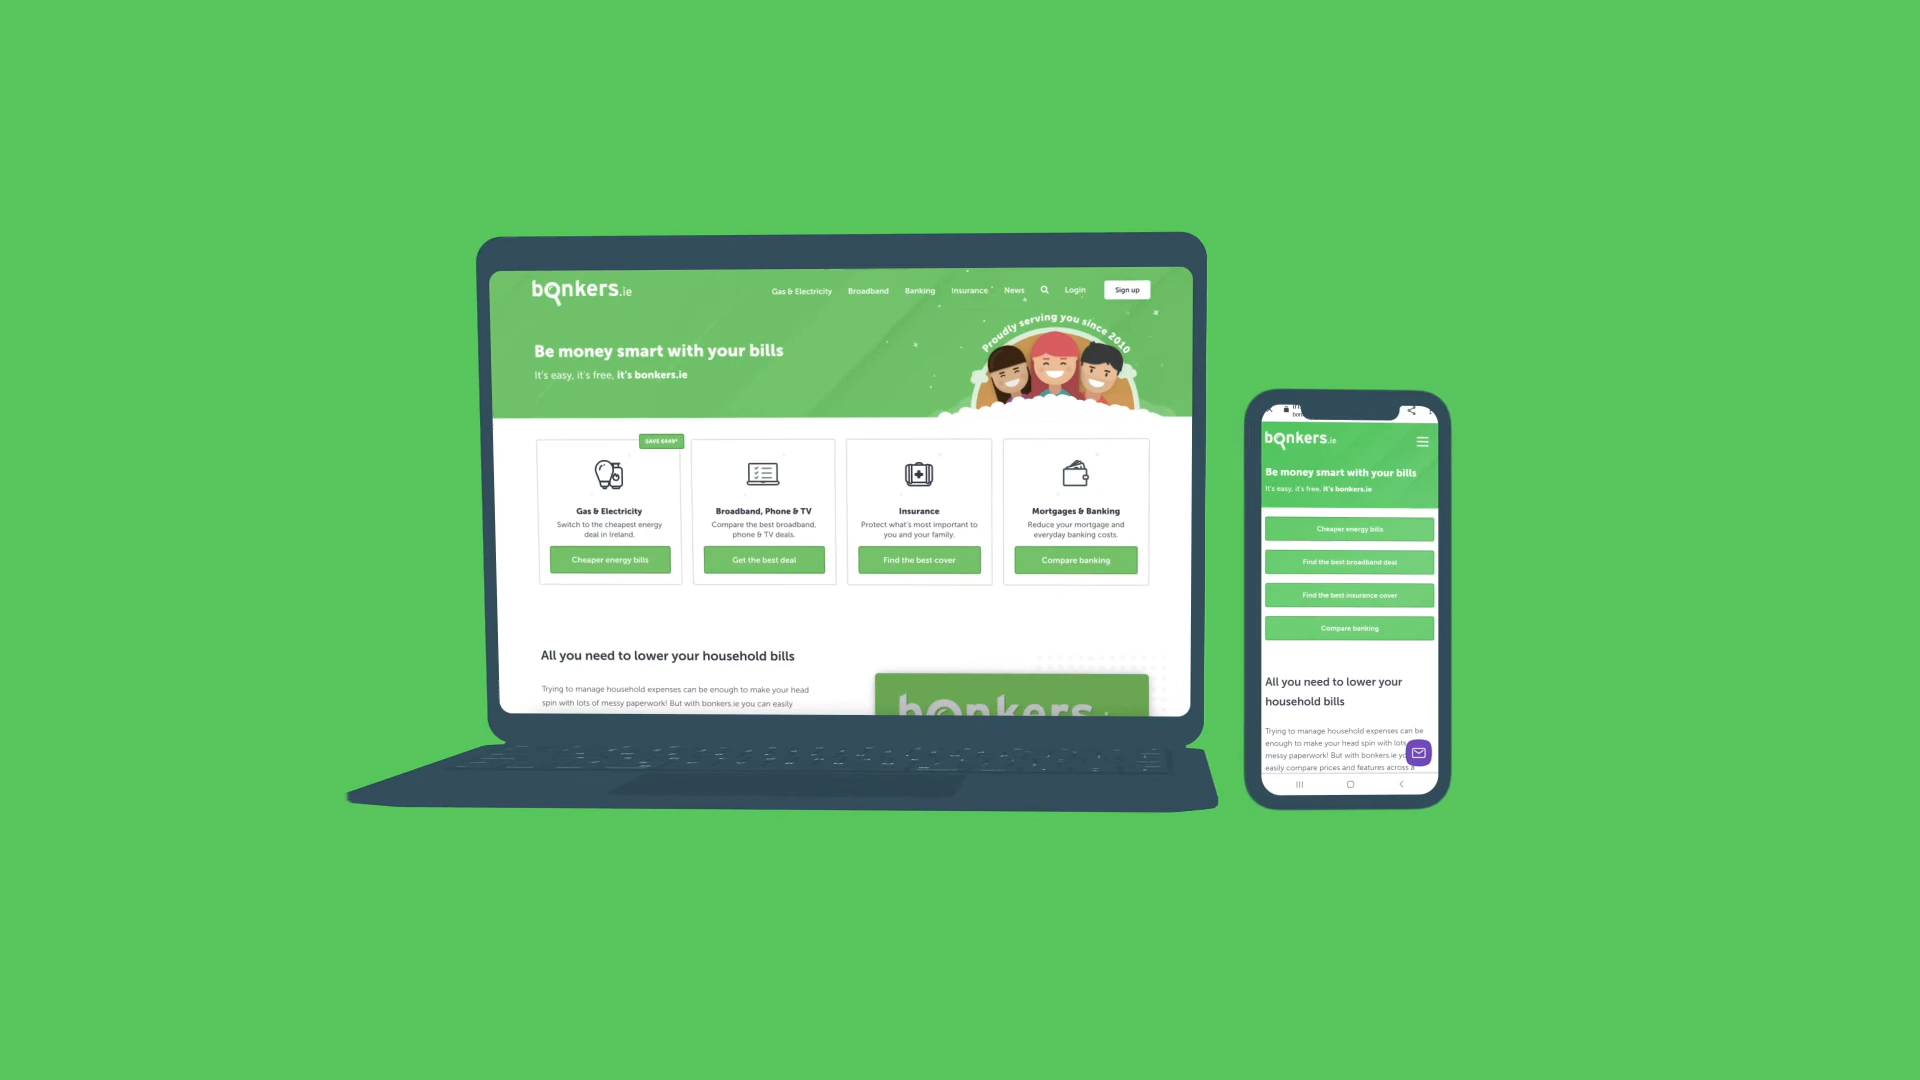 bonkers.ie
Gas & Electricity Broadband Banking Insurance News Login Sign up
Proudly serving you since 2010
Be money smart with your bills
It's easy, it's free, it's bonkers.ie
SAVE €449*
Gas & Electricity
Switch to the cheapest energy
deal in Ireland.
Cheaper energy bills
Broadband, Phone & TV
Compare the best broadband,
phone & TV deals.
Get the best deal
Insurance
Protect what's most important to
you and your family.
Find the best cover
Mortgages & Banking
Reduce your mortgage and
everyday banking costs.
Compare banking
All you need to lower your household bills
Trying to manage household expenses can be enough to make your head
spin with lots of messy paperwork! But with bonkers.ie you can easily
bonkers
bonkers.ie
Be money smart with your bills
It's easy, it's free, it's bonkers.ie
Cheaper energy bills
Find the best broadband deal
Find the best insurance cover
Compare banking
All you need to lower your
household bills
Trying to manage household expenses can be
enough to make your head spin with lots
messy paperwork! But with bonkers.ie
easily compare prices and features across